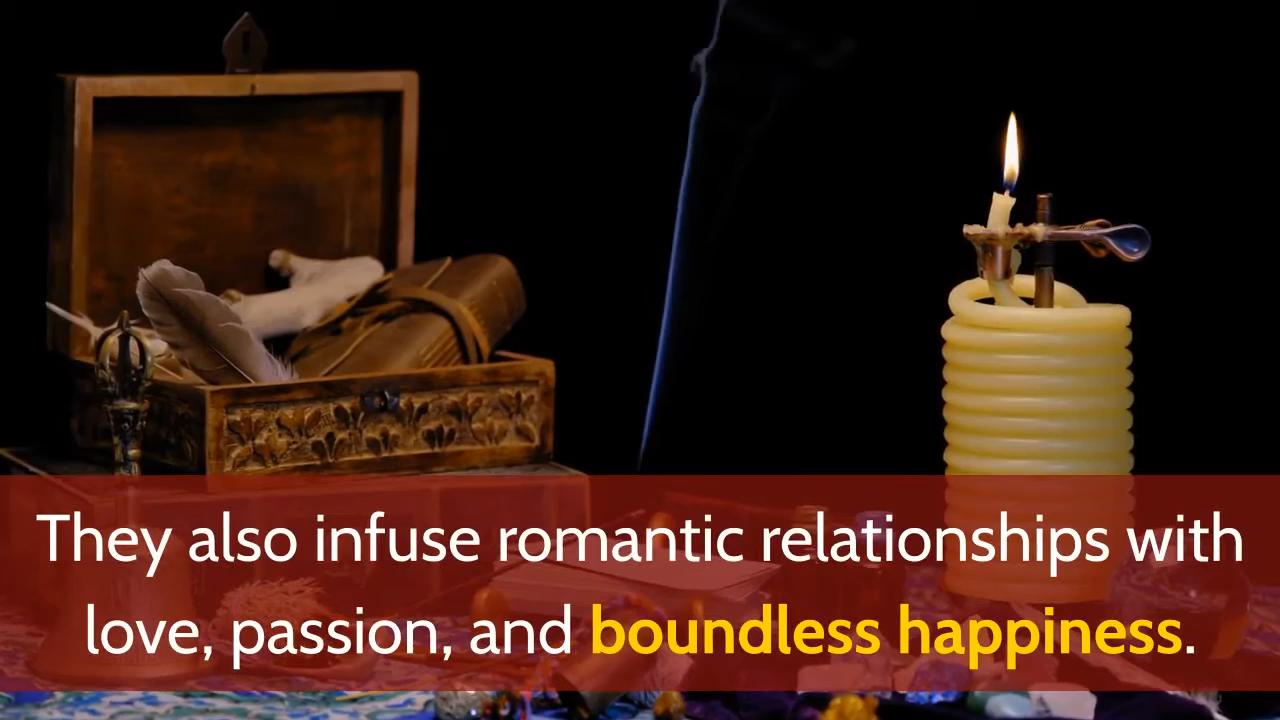 They also infuse romantic relationships with
love, passion, and boundless happiness.